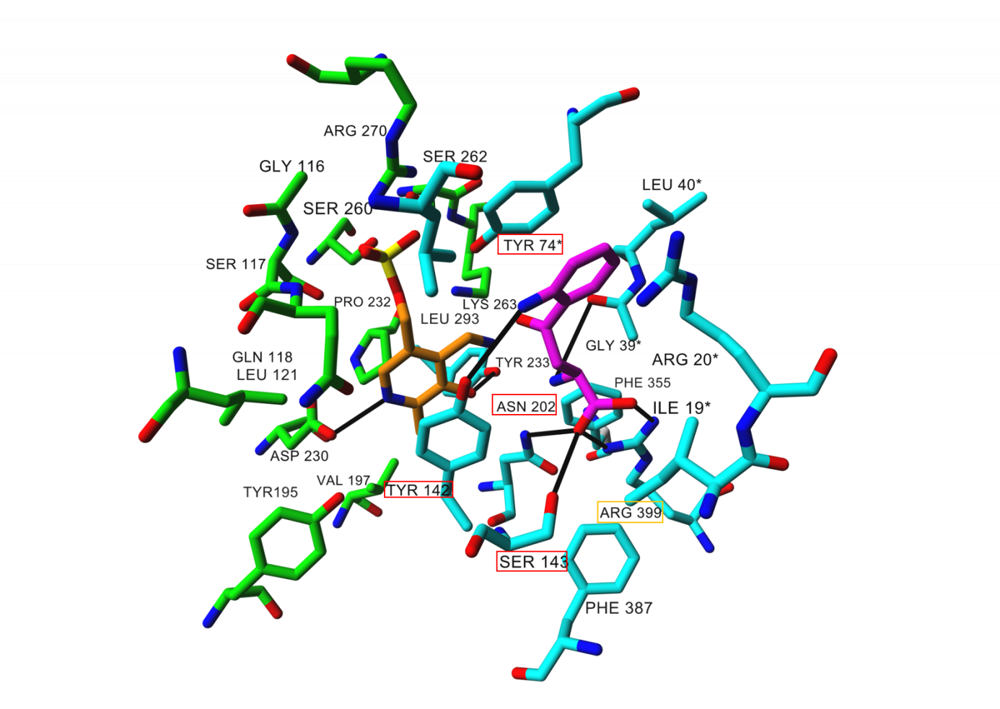 ARG 270
SER 262
GLY 116
LEU 40*
SER 260
TYR 74*
SER 117
PRO 232
LYS 263
LEU 293
GLY 39*
GLN 118
ARG 20*
TYR 233
LEU 121
PHE 355
ASN 202
ILE 19*
ASP 230
VAL 197
TYR 142
TYR195
ARG 399
SER 143
PHE 387